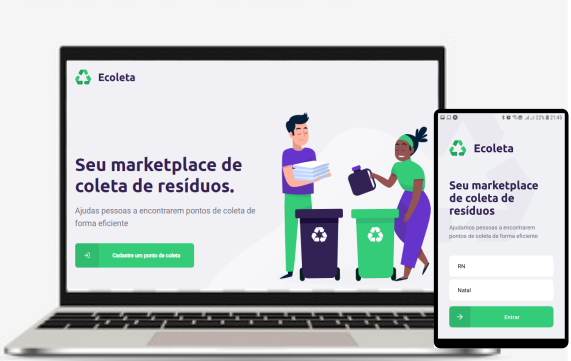 Ecoleta
Seu marketplace de
coleta de resíduos.
Ajudas pessoas a encontrarem pontos de coleta de
forma eficiente
Cadastre um ponto de coleta
22% 21:45
Ecoleta
Seu marketplace
de coleta de
resíduos
Ajudamos pessoas a encontrarem
pontos de coleta de forma eficiente
RN
Natal
Entrar